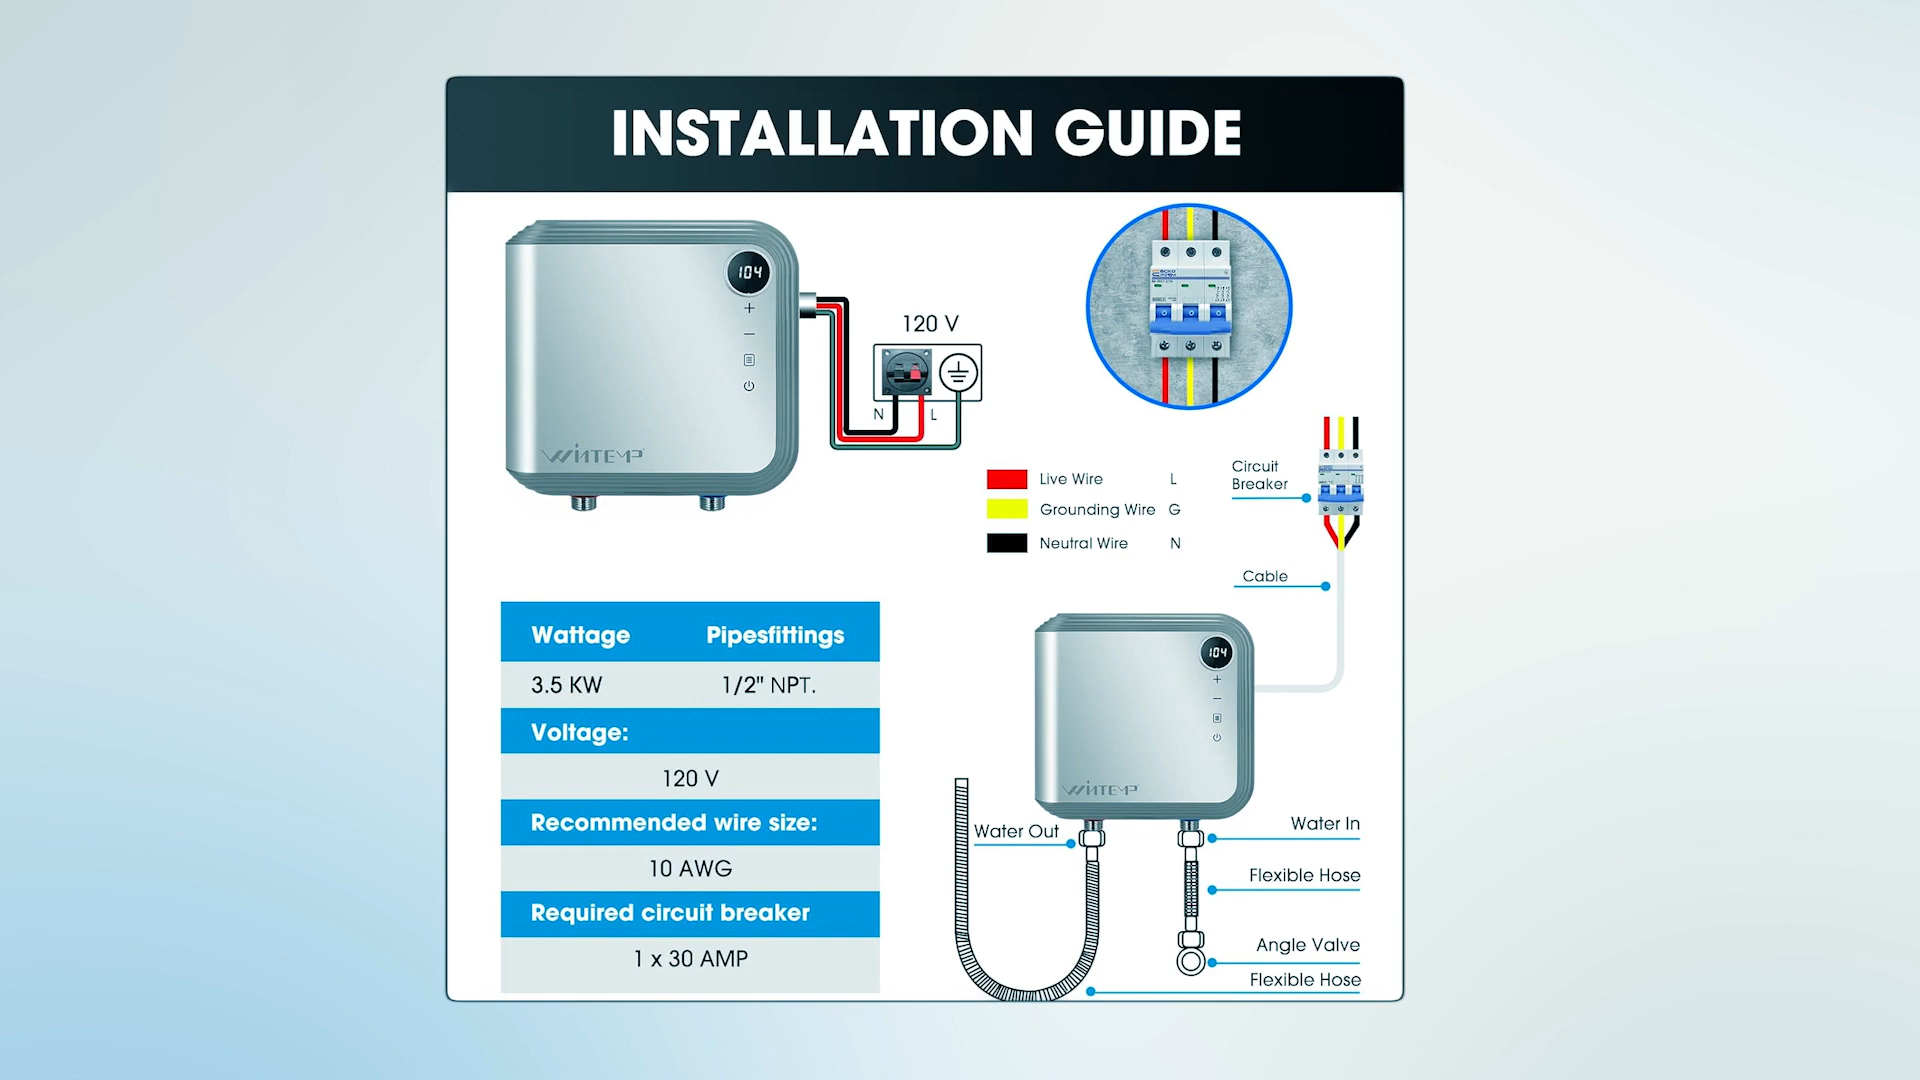 INSTALLATION GUIDE
104
WINTEMP
120 V
N
L
Live Wire L
Grounding Wire G
Neutral Wire N
Circuit
Breaker
Cable
Wattage Pipesfittings
3.5 KW 1/2" NPT.
Voltage:
120 V
Recommended wire size:
10 AWG
Required circuit breaker
1 x 30 AMP
104
WINTEMP
Water Out
Water In
Flexible Hose
Angle Valve
Flexible Hose